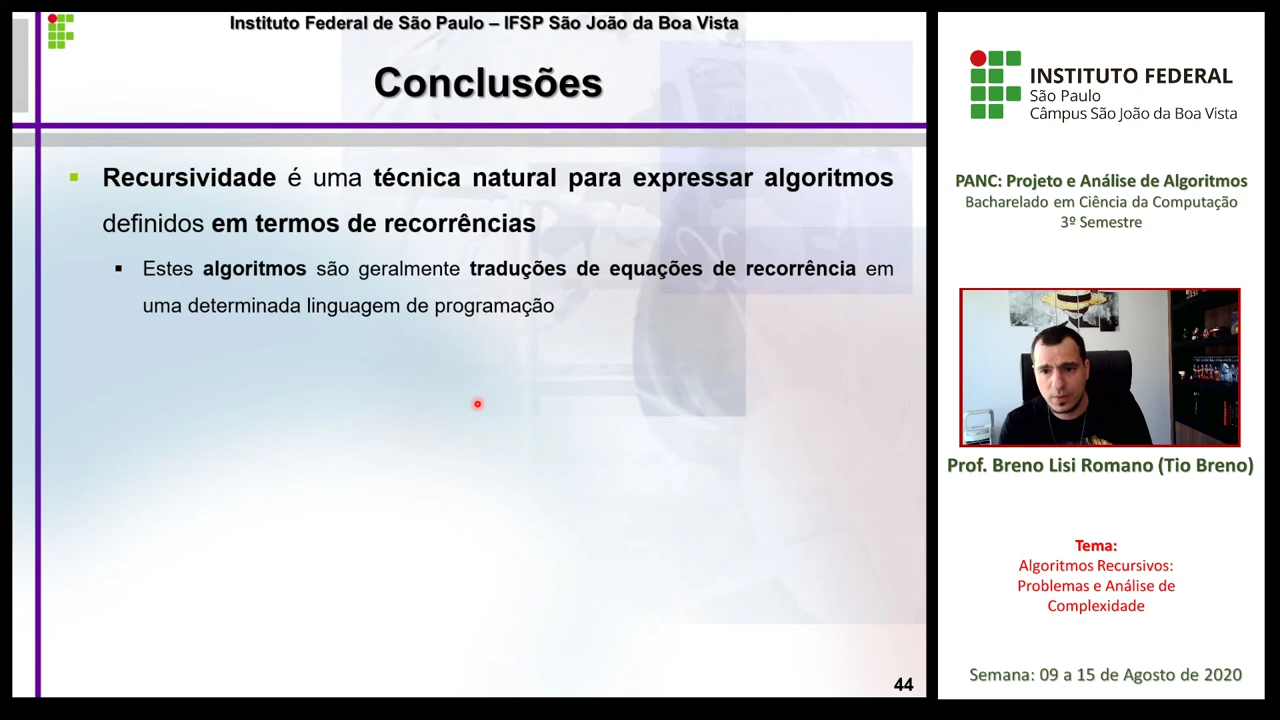 Instituto Federal de São Paulo – IFSP São João da Boa Vista
Conclusões
Recursividade é uma técnica natural para expressar algoritmos
definidos em termos de recorrências
Estes algoritmos são geralmente traduções de equações de recorrência em
uma determinada linguagem de programação
44
INSTITUTO FEDERAL
São Paulo
Câmpus São João da Boa Vista
PANC: Projeto e Análise de Algoritmos
Bacharelado em Ciência da Computação
3º Semestre
Prof. Breno Lisi Romano (Tio Breno)
Tema:
Algoritmos Recursivos:
Problemas e Análise de
Complexidade
Semana: 09 a 15 de Agosto de 2020